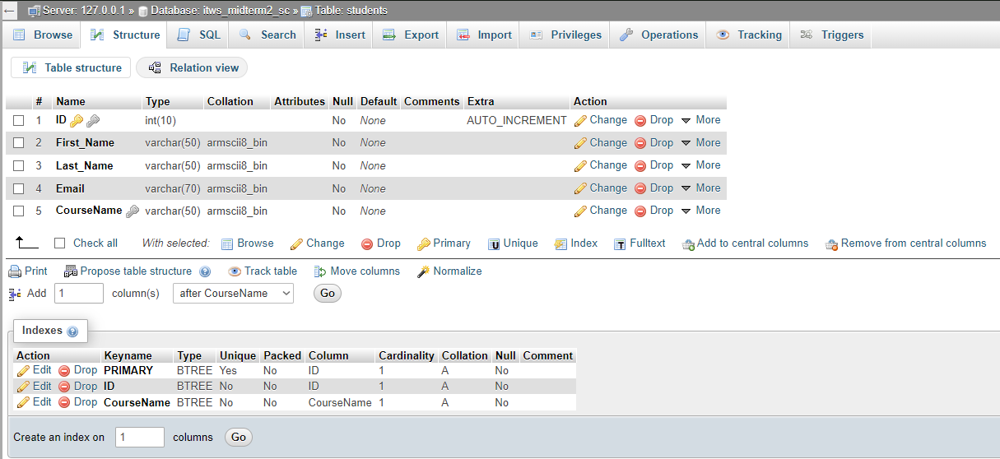 Server: 127.0.0.1 » Database: itws_midterm2_sc » Table: students
Browse Structure SQL Search Insert Export Import Privileges Operations Tracking Triggers
Table structure Relation view
# Name Type Collation Attributes Null Default Comments Extra Action
1 ID int(10) No None AUTO_INCREMENT Change Drop More
2 First_Name varchar(50) armscii8_bin No None Change Drop More
3 Last_Name varchar(50) armscii8_bin No None Change Drop More
4 Email varchar(70) armscii8_bin No None Change Drop More
5 CourseName varchar(50) armscii8_bin No None Change Drop More
Check all With selected: Browse Change Drop Primary Unique Index Fulltext Add to central columns Remove from central columns
Print Propose table structure Track table Move columns Normalize
Add 1 column(s) after CourseName Go
Indexes
Action Keyname Type Unique Packed Column Cardinality Collation Null Comment
Edit Drop PRIMARY BTREE Yes No ID 1 A No
Edit Drop ID BTREE No No ID 1 A No
Edit Drop CourseName BTREE No No CourseName 1 A No
Create an index on 1 columns Go